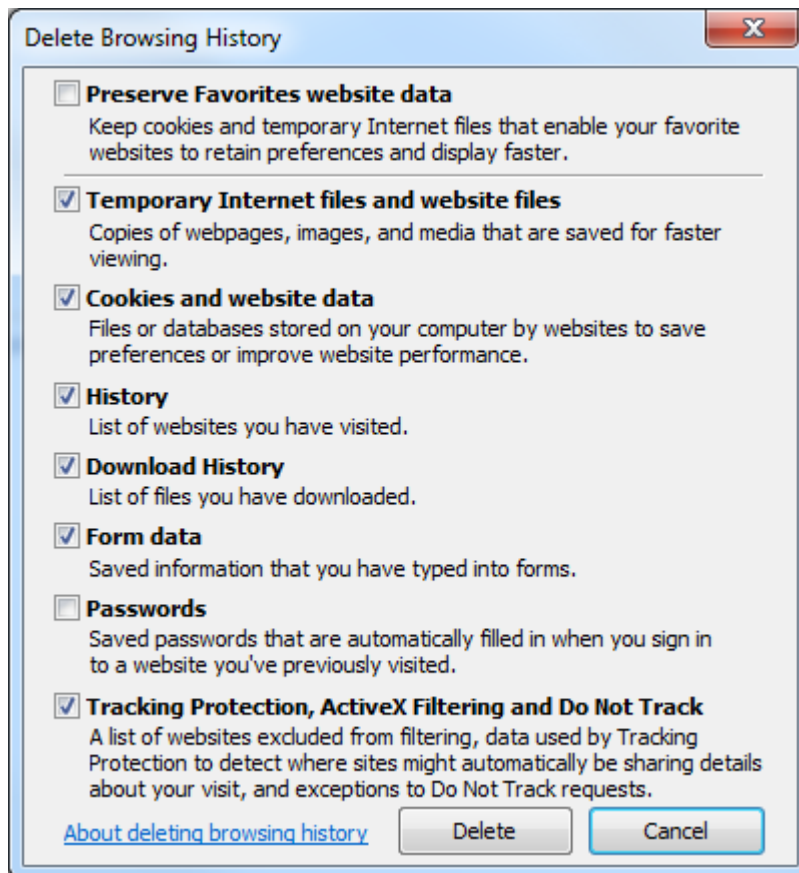 Delete Browsing History
Preserve Favorites website data
Keep cookies and temporary Internet files that enable your favorite
websites to retain preferences and display faster.
Temporary Internet files and website files
Copies of webpages, images, and media that are saved for faster
viewing.
Cookies and website data
Files or databases stored on your computer by websites to save
preferences or improve website performance.
History
List of websites you have visited.
Download History
List of files you have downloaded.
Form data
Saved information that you have typed into forms.
Passwords
Saved passwords that are automatically filled in when you sign in
to a website you've previously visited.
Tracking Protection, ActiveX Filtering and Do Not Track
A list of websites excluded from filtering, data used by Tracking
Protection to detect where sites might automatically be sharing details
about your visit, and exceptions to Do Not Track requests.
About deleting browsing history Delete Cancel